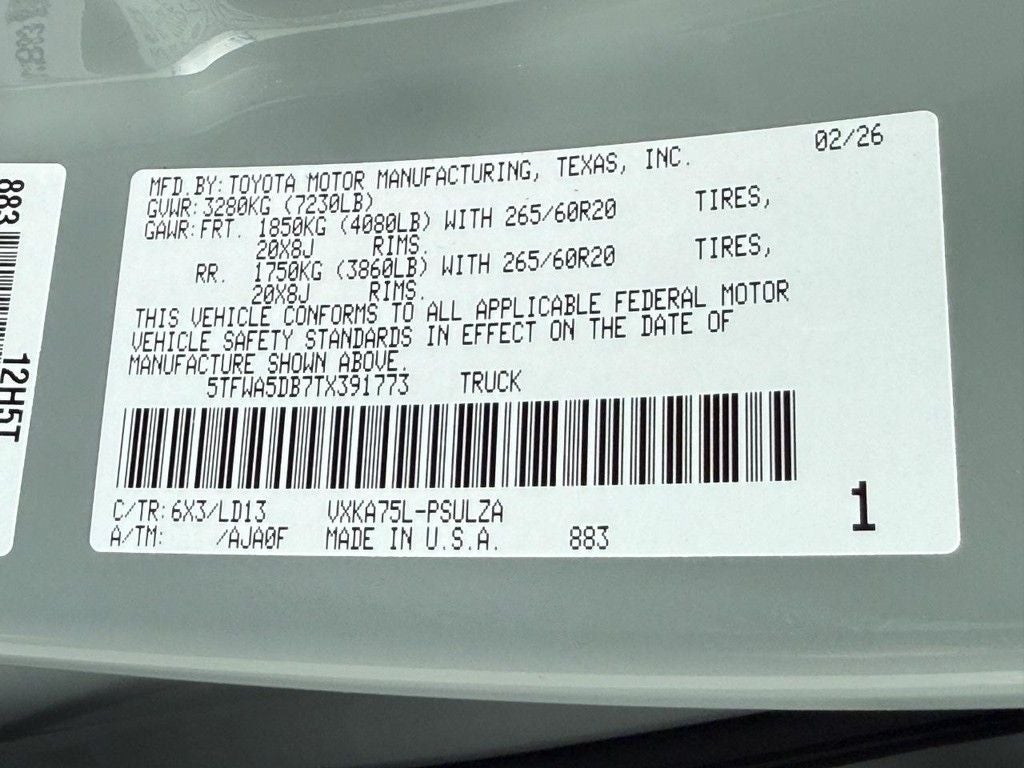 02/26
MFD.BY:TOYOTA MOTOR MANUFACTURING, TEXAS, INC.
GVWR:3280KG (7230LB)
GAWR:FRT. 1850KG (4080LB) WITH 265/60R20 TIRES,
20X8J RIMS.
RR. 1750KG (3860LB) WITH 265/60R20 TIRES,
20X8J RIMS.
THIS VEHICLE CONFORMS TO ALL APPLICABLE FEDERAL MOTOR
VEHICLE SAFETY STANDARDS IN EFFECT ON THE DATE OF
MANUFACTURE SHOWN ABOVE.
5TFWA5DB7TX391773 TRUCK
C/TR:6X3/LD13 VXKA75L-PSULZA
A/TM: /AJA0F MADE IN U.S.A. 883
1
883
12H5T